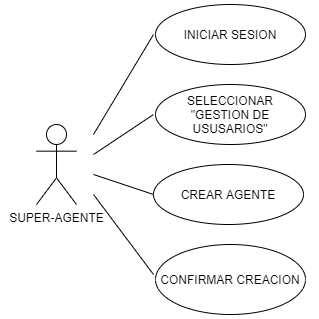 INICIAR SESION
SELECCIONAR
"GESTION DE
USUSARIOS"
CREAR AGENTE
SUPER-AGENTE
CONFIRMAR CREACION